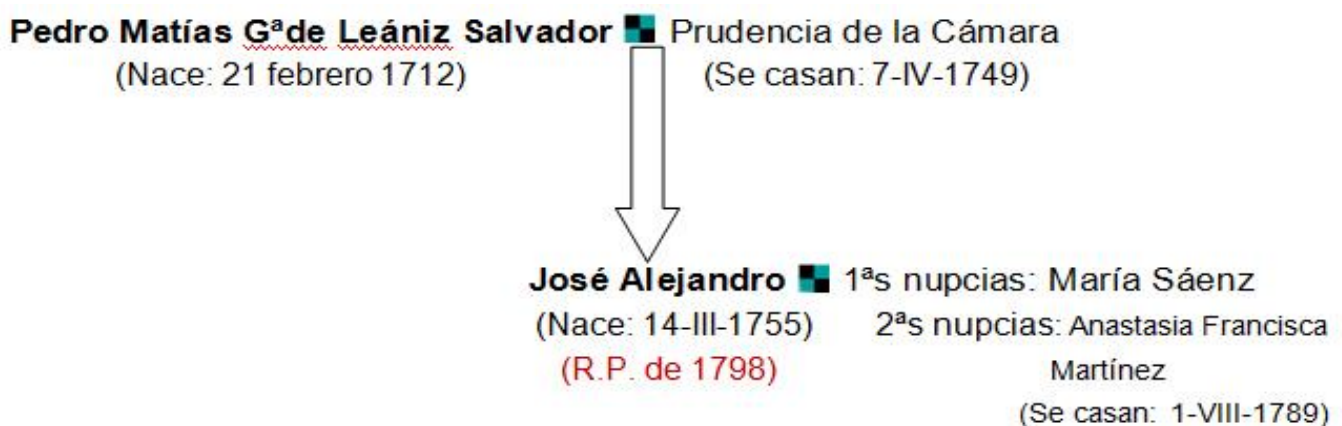 Pedro Matías Gªde Leániz Salvador Prudencia de la Cámara
(Nace: 21 febrero 1712) (Se casan: 7-IV-1749)
José Alejandro 1ªs nupcias: María Sáenz
(Nace: 14-III-1755) 2ªs nupcias: Anastasia Francisca
(R.P. de 1798) Martínez
(Se casan: 1-VIII-1789)